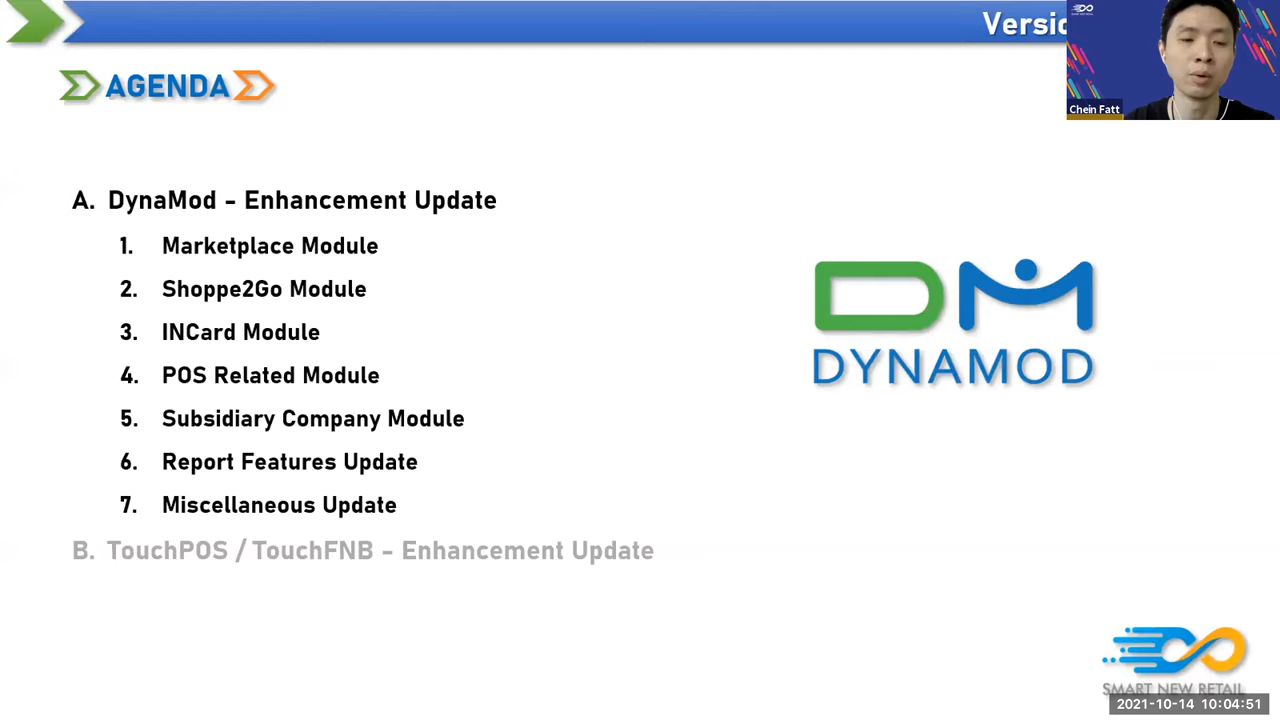 Versio
AGENDA
Chein Fatt
A. DynaMod - Enhancement Update
1. Marketplace Module
2. Shoppe2Go Module
3. INCard Module
4. POS Related Module
5. Subsidiary Company Module
6. Report Features Update
7. Miscellaneous Update
B. TouchPOS / TouchFNB - Enhancement Update
DM
DYNAMOD
SMART NEW RETAIL
2021-10-14 10:04:51